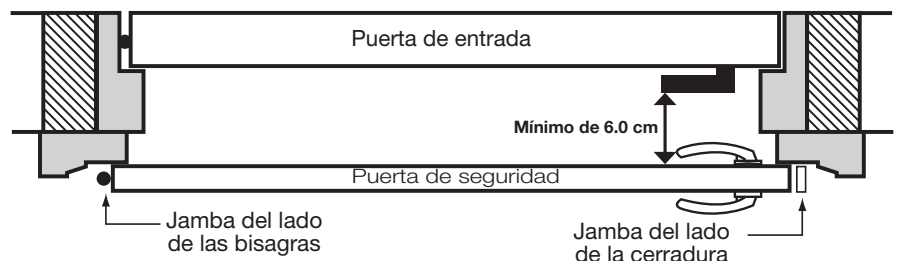 Puerta de entrada
Mínimo de 6.0 cm
Puerta de seguridad
Jamba del lado
de las bisagras
Jamba del lado
de la cerradura